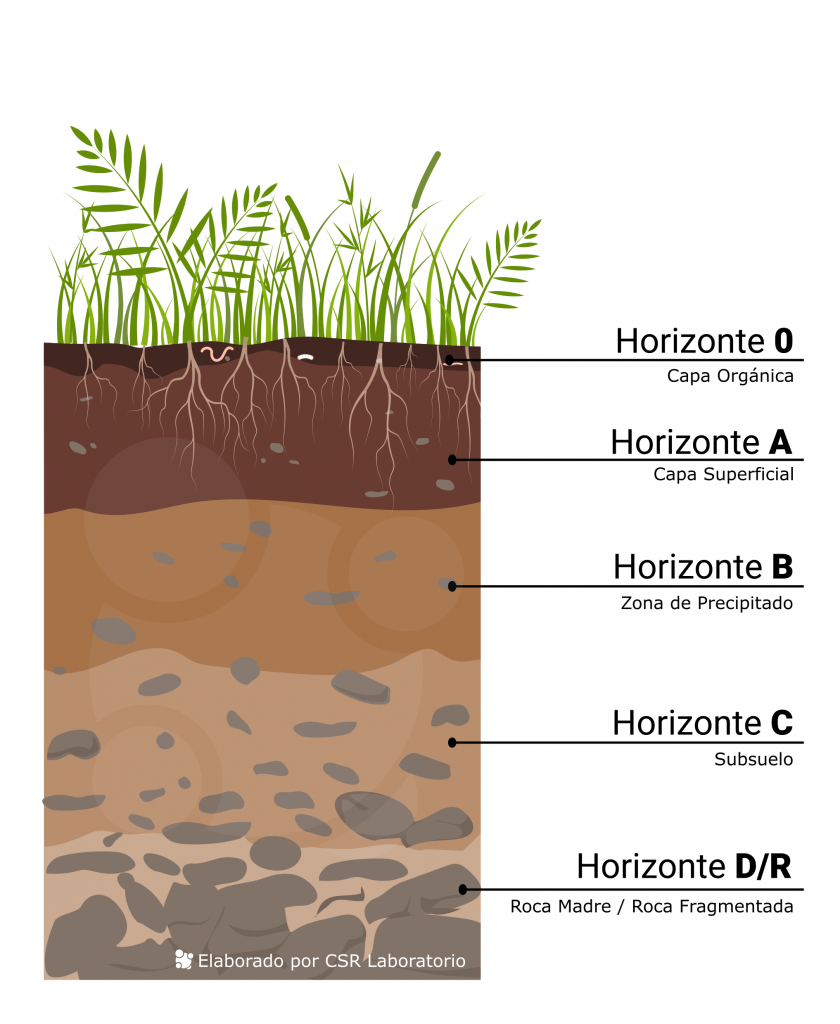 Horizonte 0
Capa Orgánica
Horizonte A
Capa Superficial
Horizonte B
Zona de Precipitado
Horizonte C
Subsuelo
Horizonte D/R
Roca Madre / Roca Fragmentada
Elaborado por CSR Laboratorio